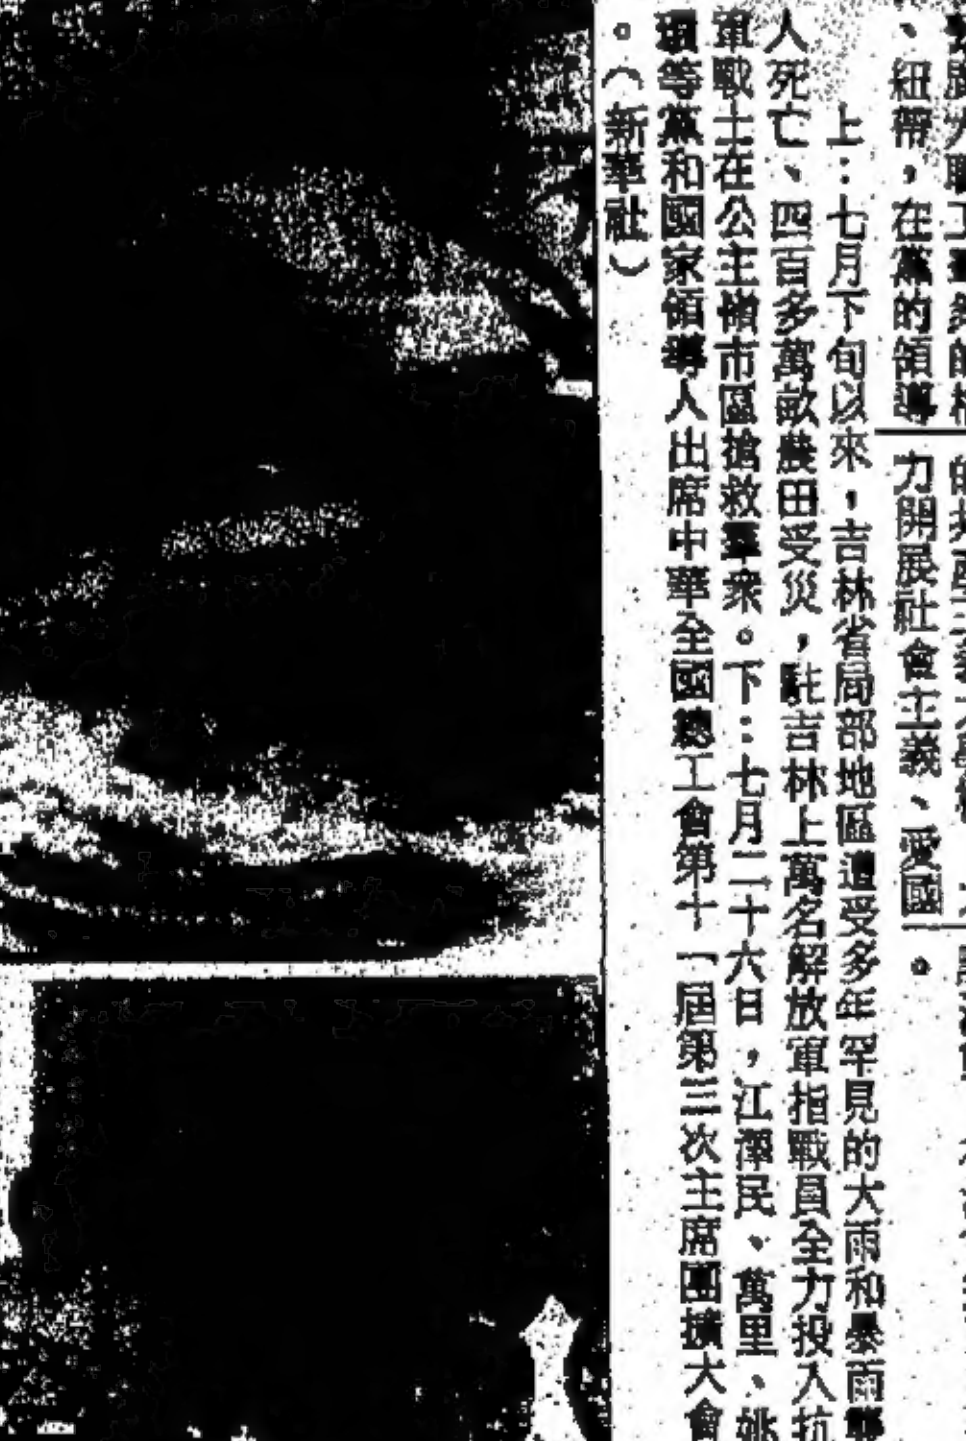 工
、紐帶，在黨的領導
力開展社會主義、愛國
。
上：七月下旬以來，吉林省局部地區遭受多年罕見的大雨和暴雨
人死亡、四百多萬畝農田受災，駐吉林上萬名解放軍指戰員全力投入抗
軍戰士在公主嶺市區搶救羣衆。下：七月二十六日，江澤民、萬里、姚
等黨和國家領導人出席中華全國總工會第十一屆第三次主席團擴大會
。（新華社）